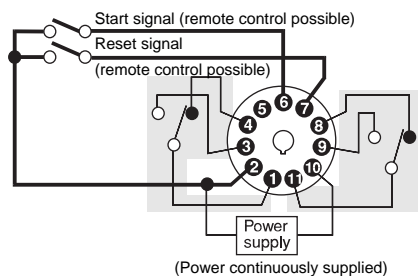 Start signal (remote control possible)
Reset signal
(remote control possible)
6
5
7
4
8
3
9
2
10
1
11
Power
supply
(Power continuously supplied)